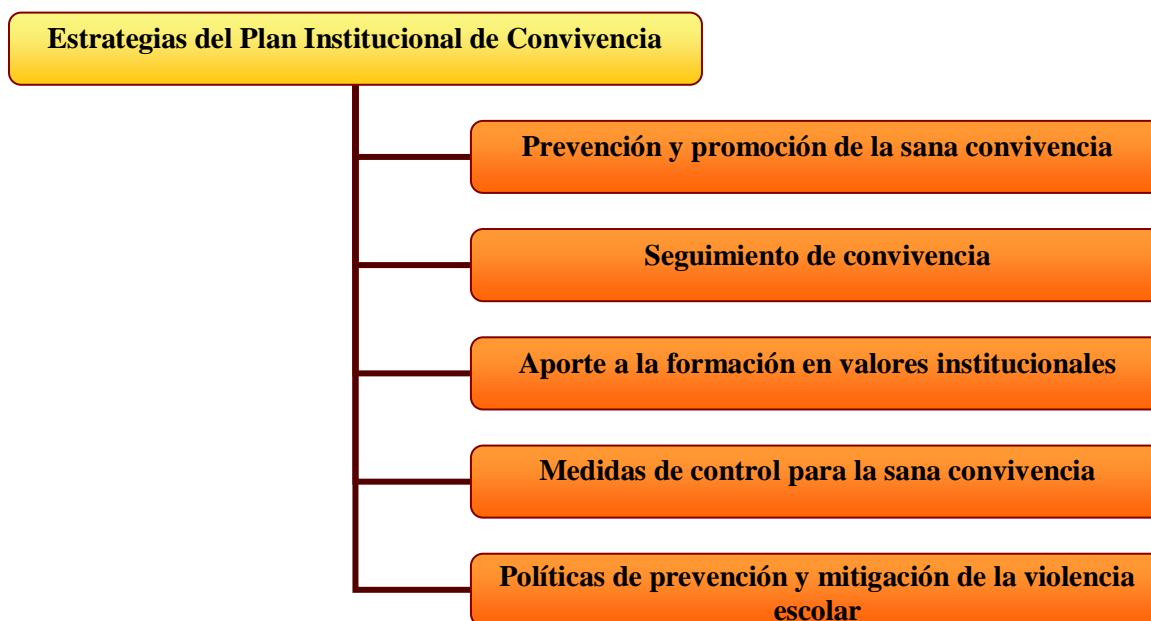 Estrategias del Plan Institucional de Convivencia
Prevención y promoción de la sana convivencia
Seguimiento de convivencia
Aporte a la formación en valores institucionales
Medidas de control para la sana convivencia
Políticas de prevención y mitigación de la violencia
escolar